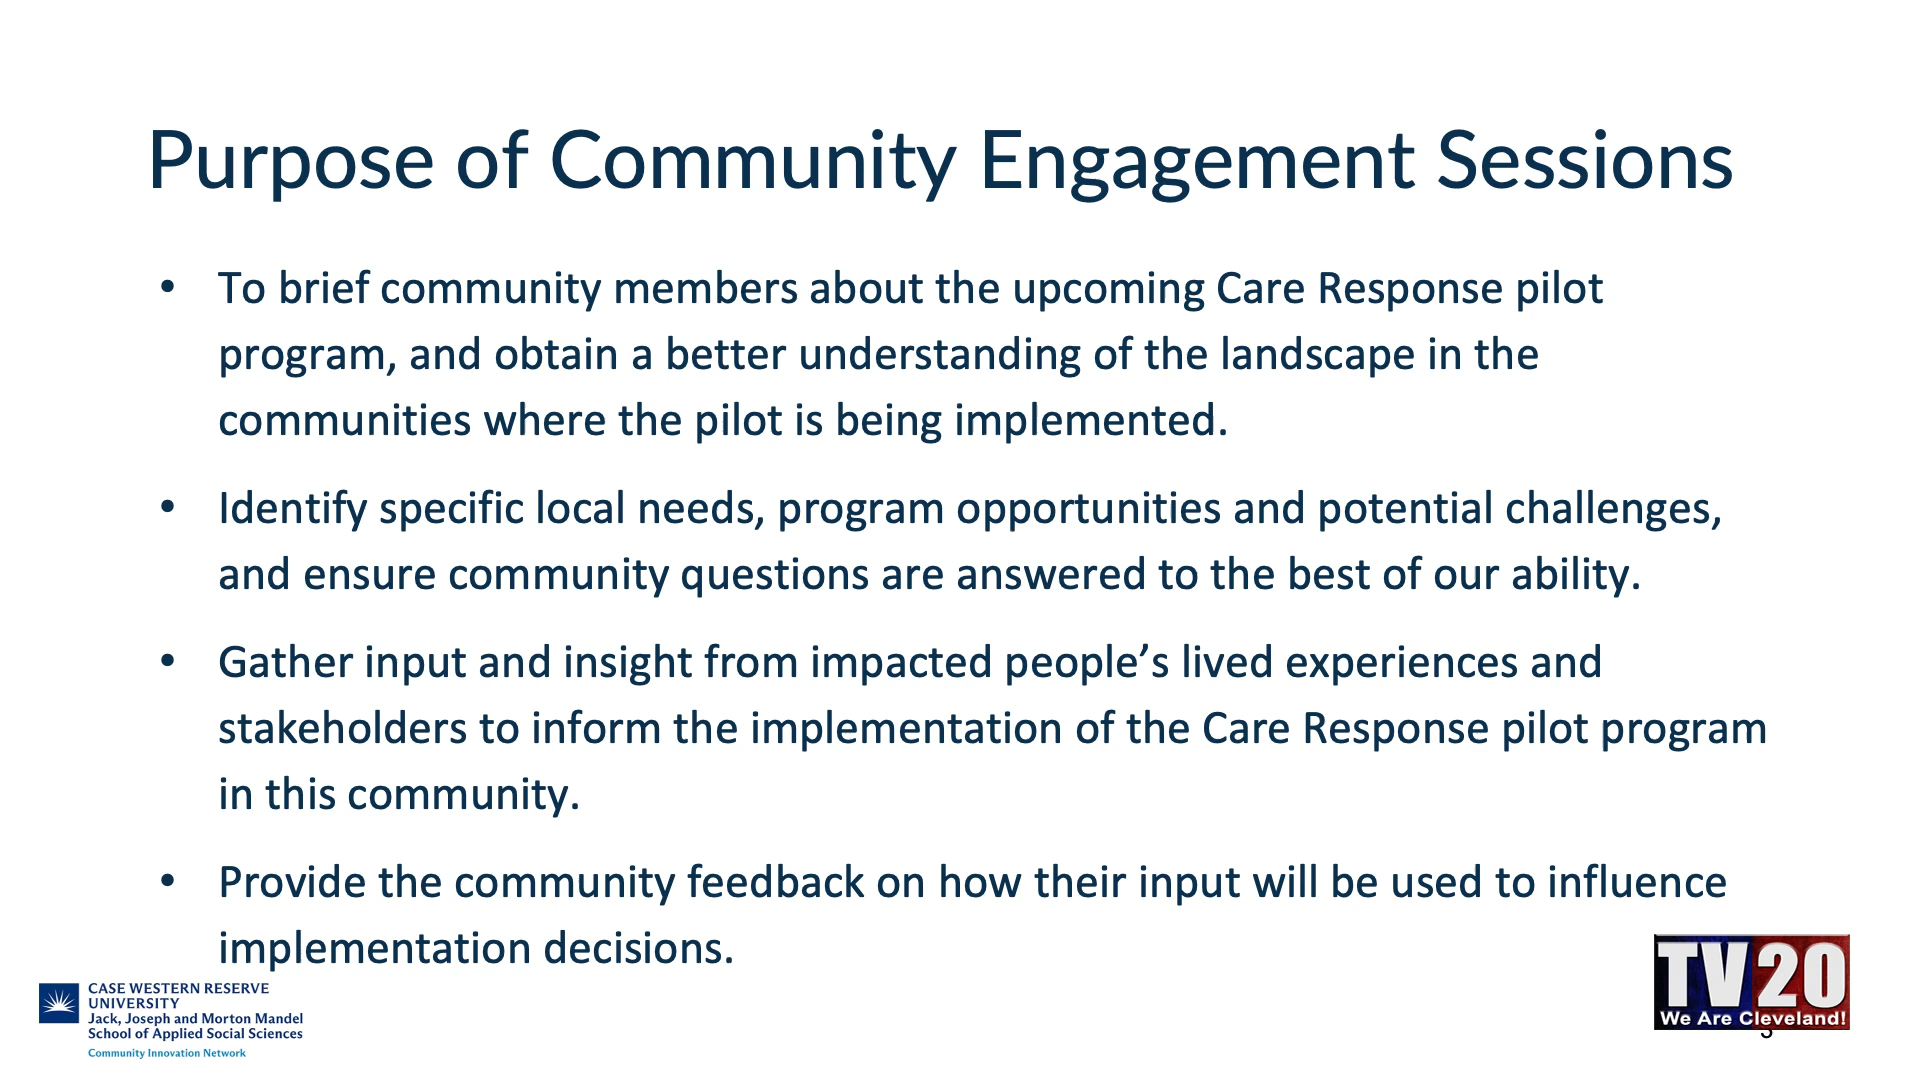 Purpose of Community Engagement Sessions
• To brief community members about the upcoming Care Response pilot
program, and obtain a better understanding of the landscape in the
communities where the pilot is being implemented.
• Identify specific local needs, program opportunities and potential challenges,
and ensure community questions are answered to the best of our ability.
• Gather input and insight from impacted people’s lived experiences and
stakeholders to inform the implementation of the Care Response pilot program
in this community.
• Provide the community feedback on how their input will be used to influence
implementation decisions.
CASE WESTERN RESERVE
UNIVERSITY
Jack, Joseph and Morton Mandel
School of Applied Social Sciences
Community Innovation Network
TV20
We Are Cleveland!